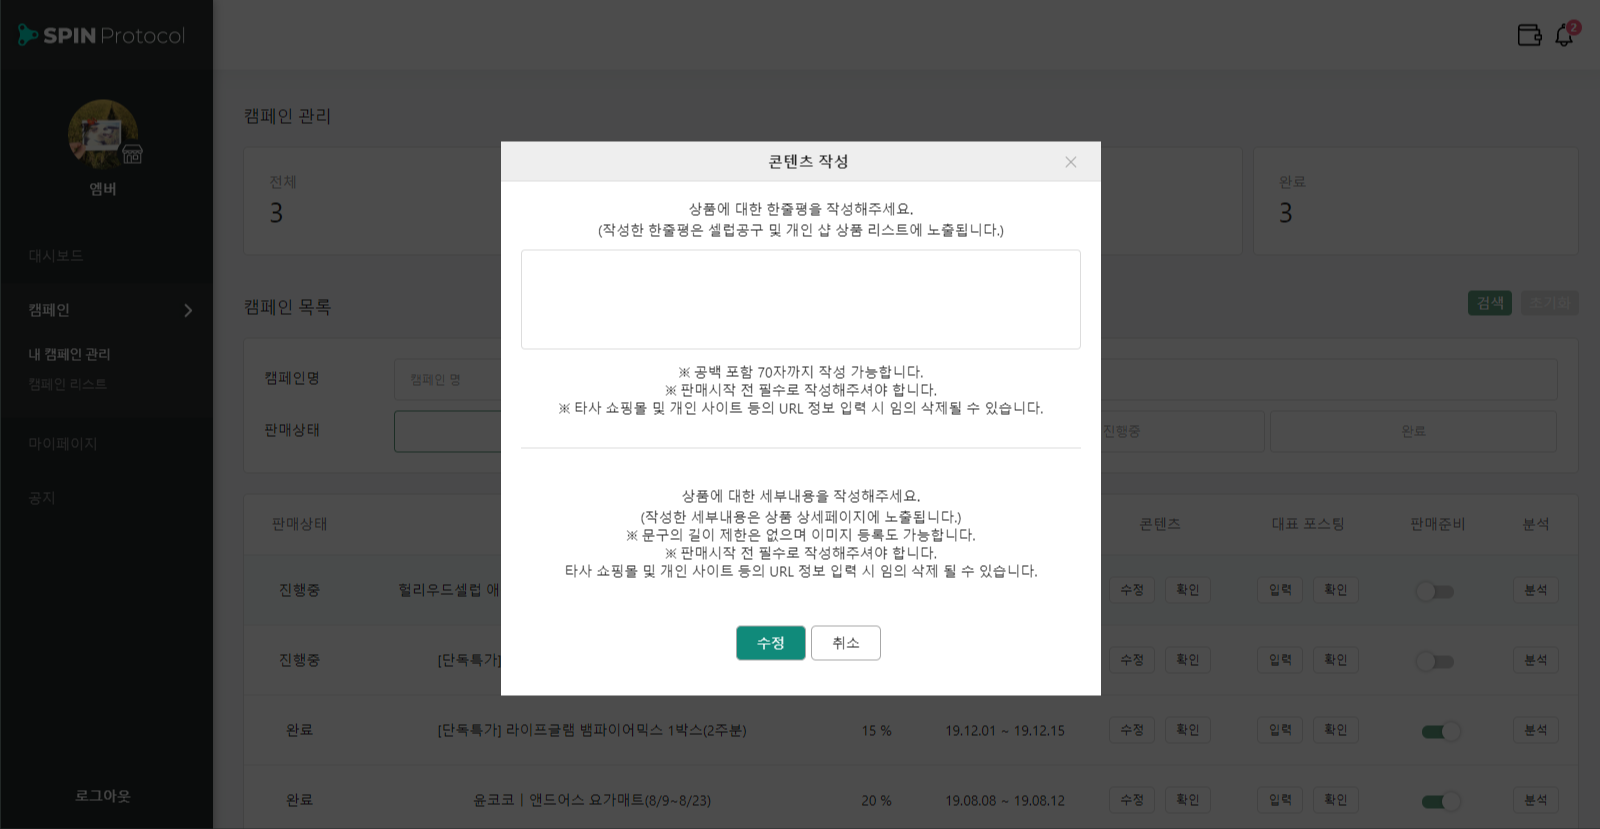 SPIN Protocol
2
앰버
대시보드
캠페인
내 캠페인 관리
캠페인 리스트
마이페이지
공지
로그아웃
캠페인 관리
전체
3
완료
3
캠페인 목록
검색
초기화
캠페인명
캠페인 명
판매상태
진행중
완료
판매상태
콘텐츠
대표 포스팅
판매준비
분석
진행중
헐리우드셀럽 애
수정
확인
입력
확인
분석
진행중
[단독특가]
수정
확인
입력
확인
분석
완료
[단독특가] 라이프글램 뱀파이어믹스 1박스(2주분)
15 %
19.12.01 ~ 19.12.15
수정
확인
입력
확인
분석
완료
윤코코 | 앤드어스 요가매트(8/9~8/23)
20 %
19.08.08 ~ 19.08.12
수정
확인
입력
확인
분석
콘텐츠 작성
상품에 대한 한줄평을 작성해주세요.
(작성한 한줄평은 셀럽공구 및 개인 샵 상품 리스트에 노출됩니다.)
※ 공백 포함 70자까지 작성 가능합니다.
※ 판매시작 전 필수로 작성해주셔야 합니다.
※ 타사 쇼핑몰 및 개인 사이트 등의 URL 정보 입력 시 임의 삭제될 수 있습니다.
상품에 대한 세부내용을 작성해주세요.
(작성한 세부내용은 상품 상세페이지에 노출됩니다.)
※ 문구의 길이 제한은 없으며 이미지 등록도 가능합니다.
※ 판매시작 전 필수로 작성해주셔야 합니다.
타사 쇼핑몰 및 개인 사이트 등의 URL 정보 입력 시 임의 삭제 될 수 있습니다.
수정
취소